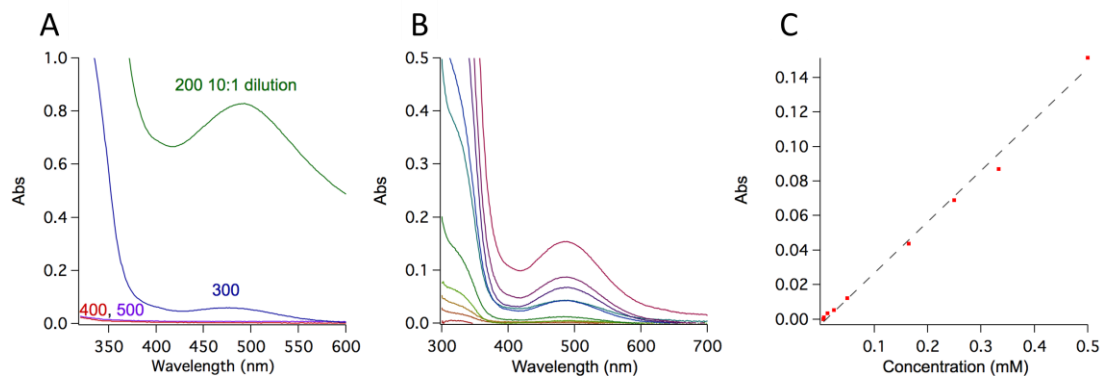 A
1.0
0.8
0.6
0.4
0.2
0.0
Abs
200 10:1 dilution
300
400, 500
350 400 450 500 550 600
Wavelength (nm)
B
0.5
0.4
0.3
0.2
0.1
0.0
Abs
300 400 500 600 700
Wavelength (nm)
C
0.14
0.12
0.10
0.08
0.06
0.04
0.02
0.00
Abs
0.1 0.2 0.3 0.4 0.5
Concentration (mM)